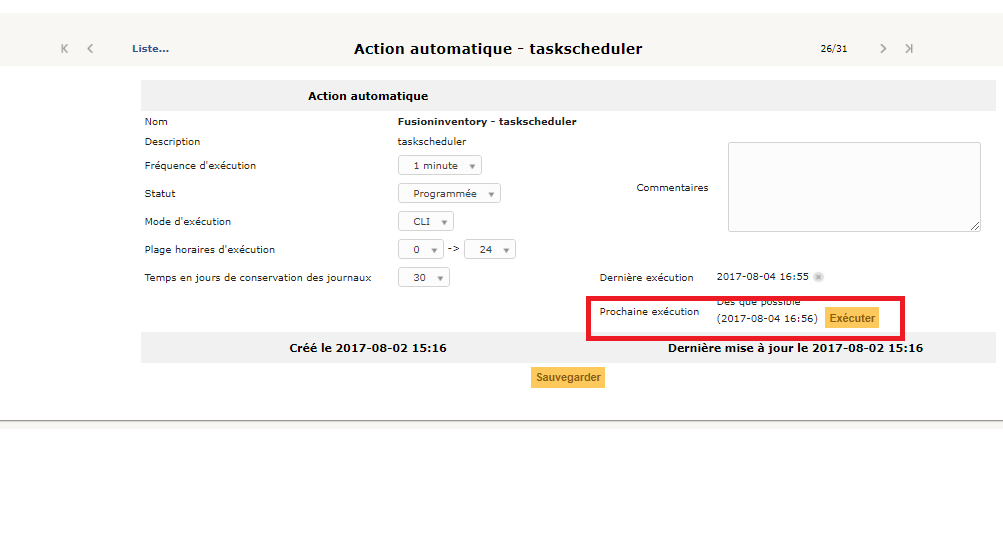 Liste...
Action automatique - taskscheduler
26/31
Action automatique
Nom
Fusioninventory - taskscheduler
Description
taskscheduler
Fréquence d'exécution
1 minute
Statut
Programmée
Commentaires
Mode d'exécution
CLI
Plage horaires d'exécution
0 -> 24
Temps en jours de conservation des journaux
30
Dernière exécution
2017-08-04 16:55
Prochaine exécution
Dès que possible
(2017-08-04 16:56) Exécuter
Créé le 2017-08-02 15:16
Dernière mise à jour le 2017-08-02 15:16
Sauvegarder